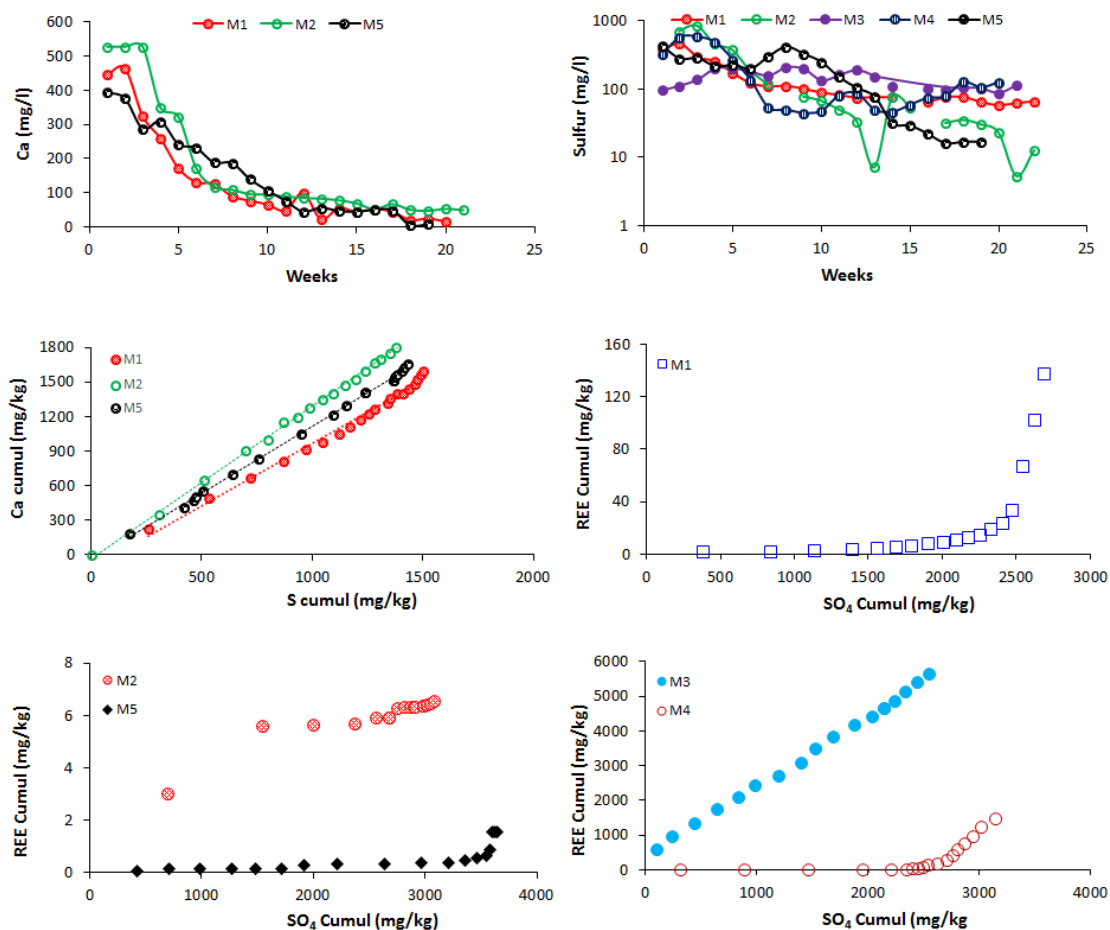 M1 M2 M5
Ca (mg/l)
600
500
400
300
200
100
0
0 5 10 15 20 25
Weeks
M1 M2 M3 M4 M5
Sulfur (mg/l)
1000
100
10
1
0 5 10 15 20 25
Weeks
Ca cumul (mg/kg)
1800
1500
1200
900
600
300
0
M1
M2
M5
0 500 1000 1500 2000
S cumul (mg/kg)
REE Cumul (mg/kg)
160
120
80
40
0
M1
0 500 1000 1500 2000 2500 3000
SO4 Cumul (mg/kg)
REE Cumul (mg/kg)
8
6
4
2
0
M2
M5
0 1000 2000 3000 4000
SO4 Cumul (mg/kg)
REE Cumul (mg/kg)
6000
5000
4000
3000
2000
1000
0
M3
M4
0 1000 2000 3000 4000
SO4 Cumul (mg/kg